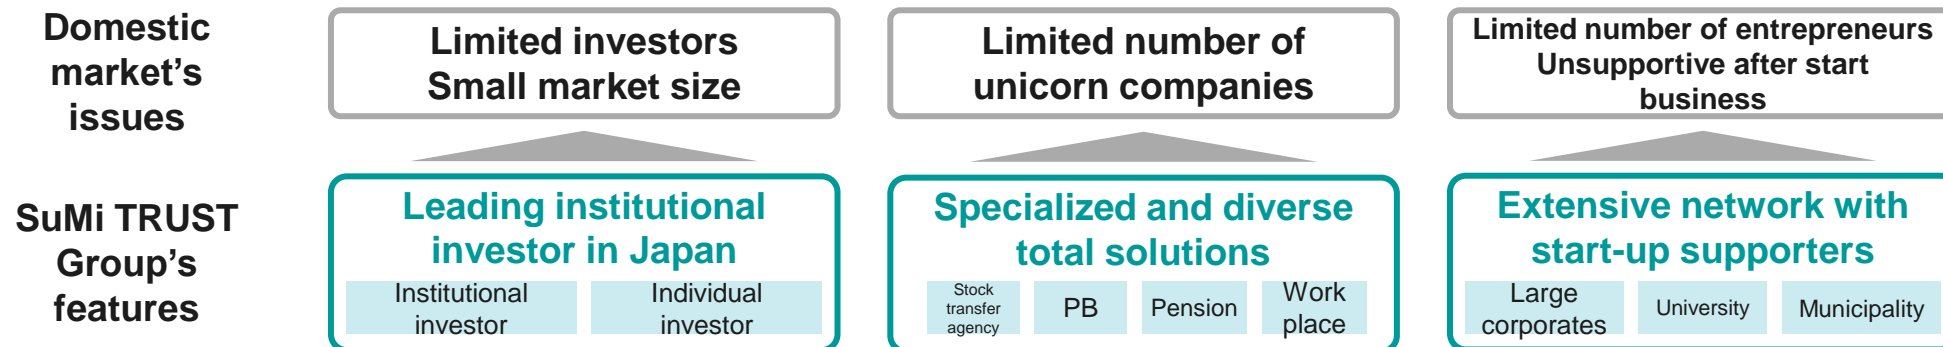 Domestic
market's
issues
Limited investors
Small market size
Limited number of
unicorn companies
Limited number of entrepreneurs
Unsupportive after start
business
SuMi TRUST
Group's
features
Leading institutional
investor in Japan
Institutional
investor
Individual
investor
Specialized and diverse
total solutions
Stock
transfer
agency
PB
Pension
Work
place
Extensive network with
start-up supporters
Large
corporates
University
Municipality